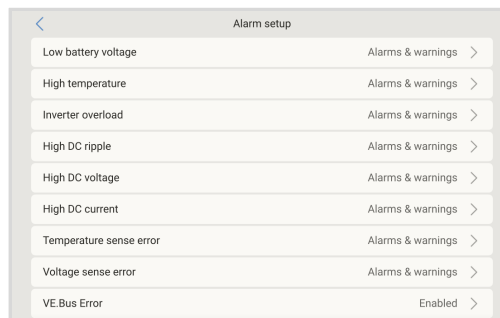 Alarm setup
Low battery voltage Alarms & warnings
High temperature Alarms & warnings
Inverter overload Alarms & warnings
High DC ripple Alarms & warnings
High DC voltage Alarms & warnings
High DC current Alarms & warnings
Temperature sense error Alarms & warnings
Voltage sense error Alarms & warnings
VE.Bus Error Enabled